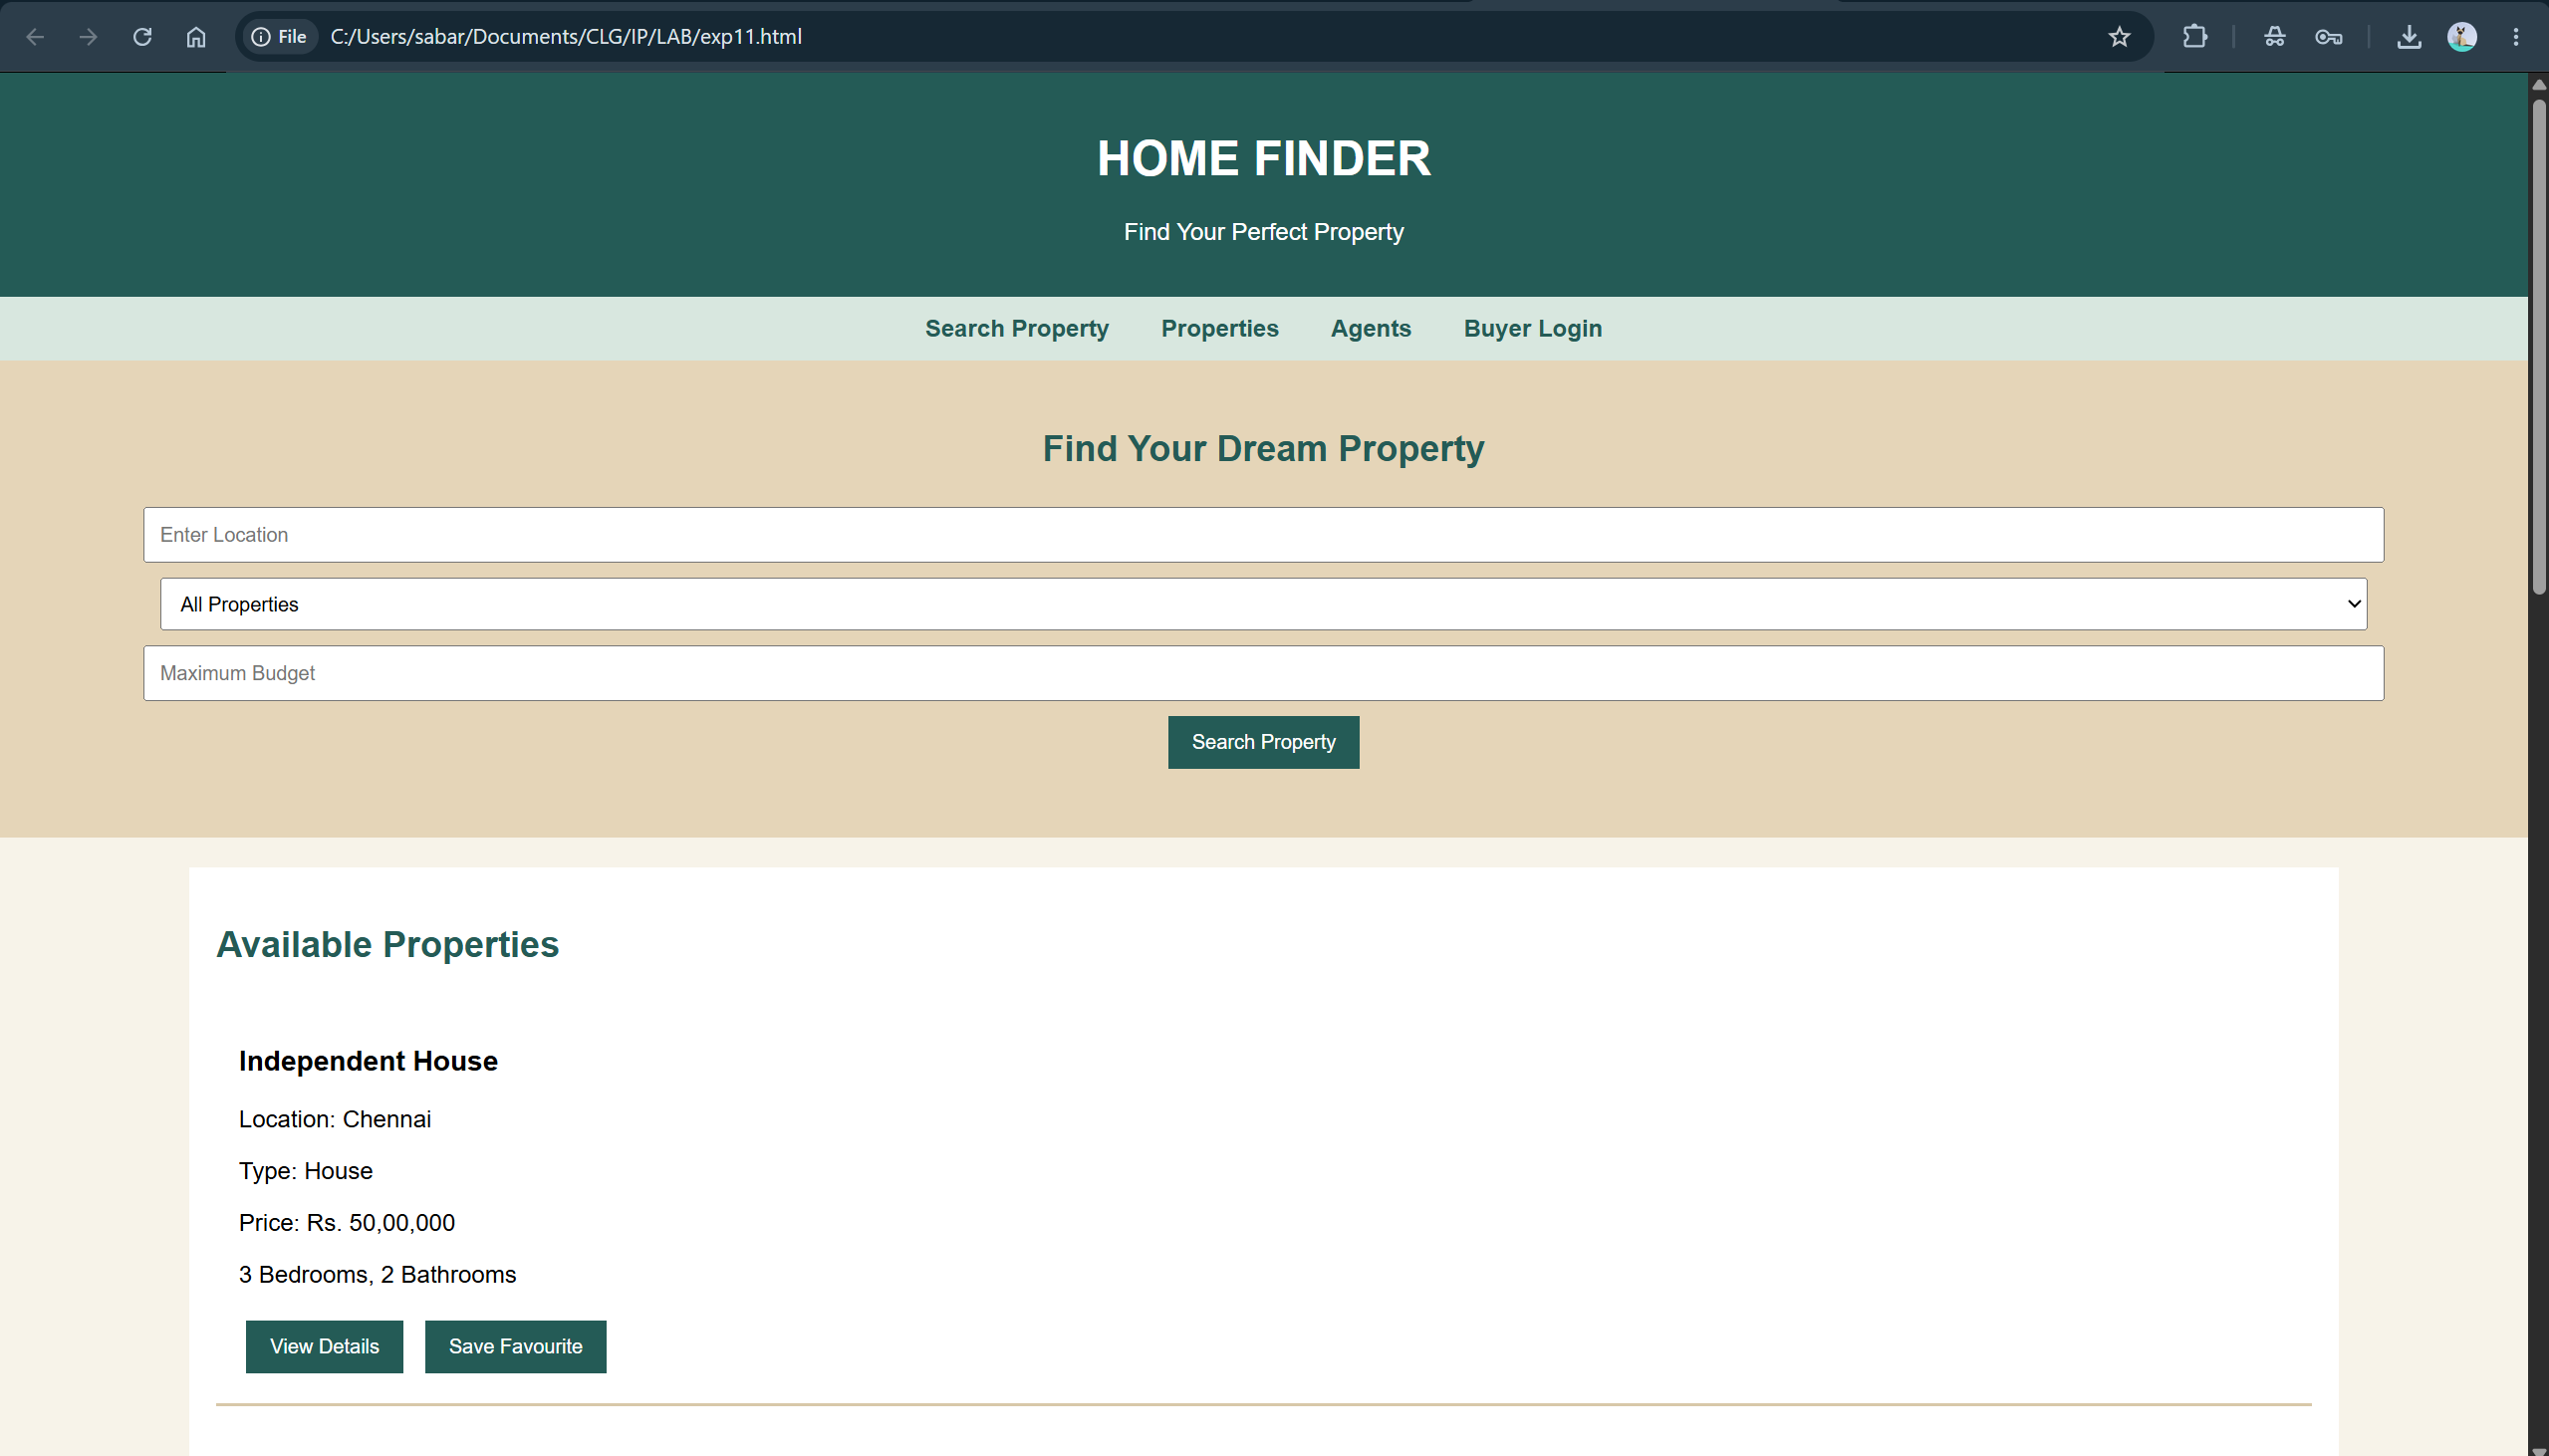 File C:/Users/sabar/Documents/CLG/IP/LAB/exp11.html
HOME FINDER
Find Your Perfect Property
Search Property Properties Agents Buyer Login
Find Your Dream Property
Enter Location
All Properties
Maximum Budget
Search Property
Available Properties
Independent House
Location: Chennai
Type: House
Price: Rs. 50,00,000
3 Bedrooms, 2 Bathrooms
View Details Save Favourite